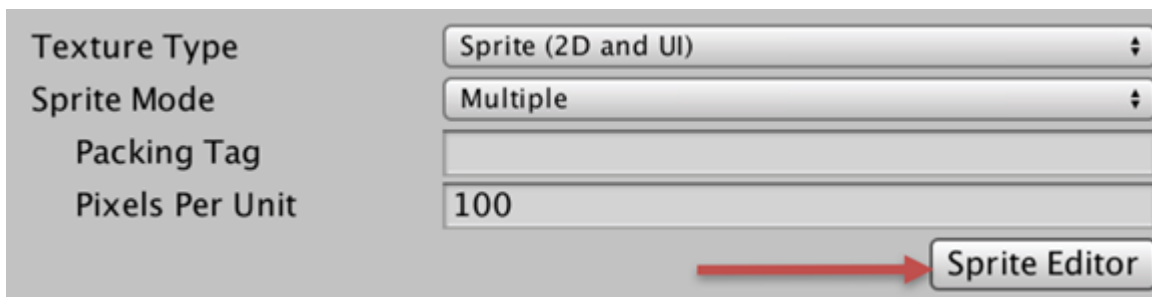 Texture Type Sprite (2D and UI)
Sprite Mode Multiple
Packing Tag
Pixels Per Unit 100
Sprite Editor